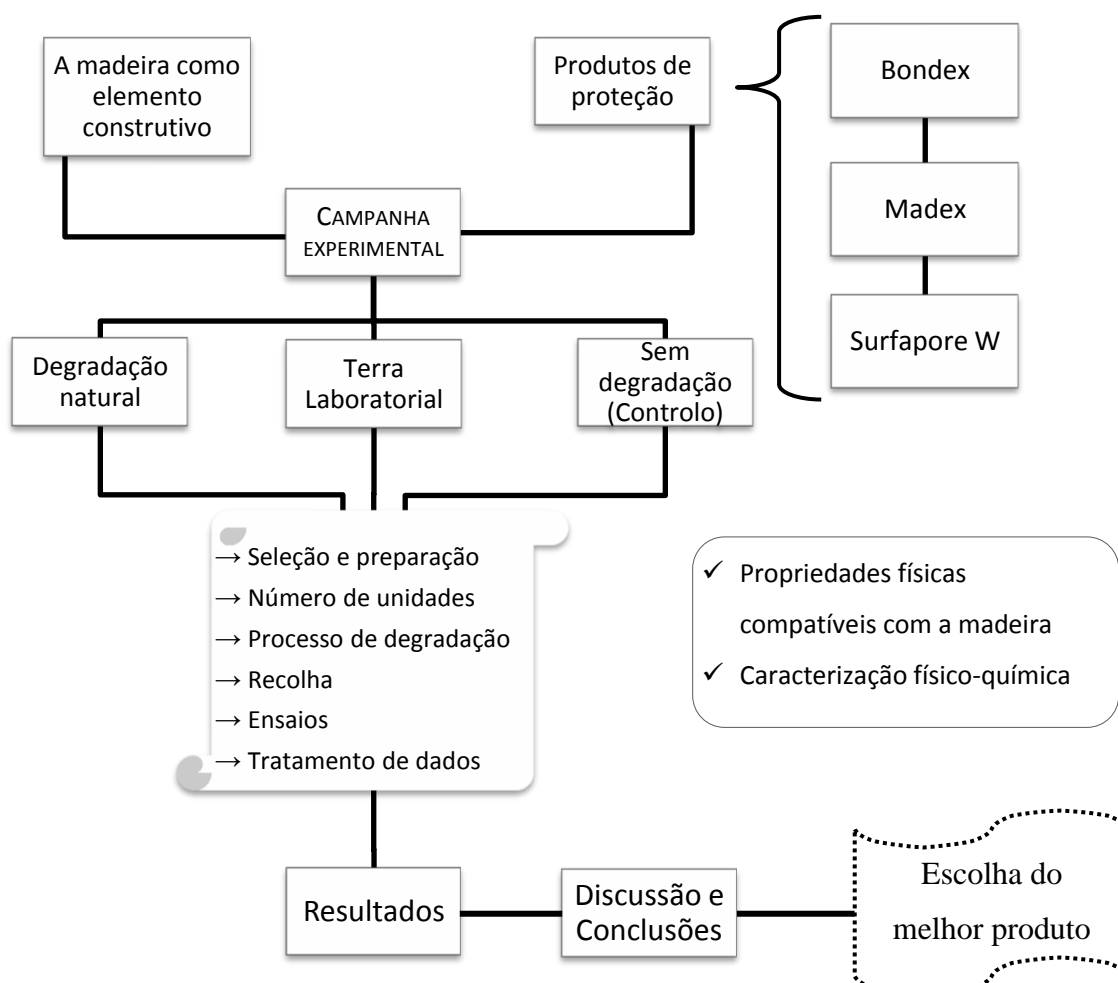 A madeira como
elemento
construtivo
Produtos de
proteção
Bondex
Madex
Surfapore W
CAMPANHA
EXPERIMENTAL
Degradação
natural
Terra
Laboratorial
Sem
degradação
(Controlo)
→ Seleção e preparação
→ Número de unidades
→ Processo de degradação
→ Recolha
→ Ensaios
→ Tratamento de dados
✓ Propriedades físicas
compatíveis com a madeira
✓ Caracterização físico-química
Resultados
Discussão e
Conclusões
Escolha do
melhor produto